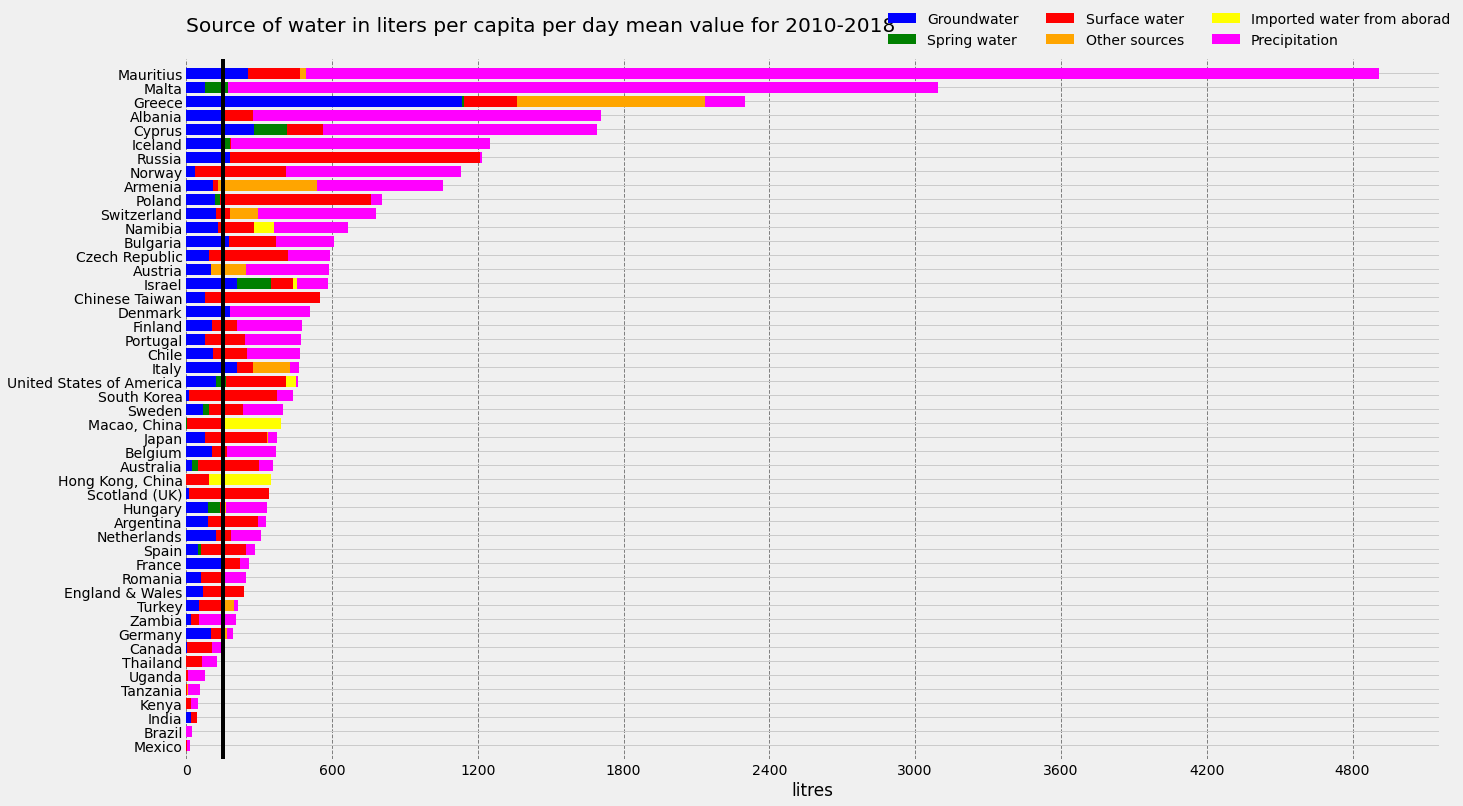 Source of water in liters per capita per day mean value for 2010-2018
Groundwater
Surface water
Imported water from aborad
Spring water
Other sources
Precipitation
Mauritius
Malta
Greece
Albania
Cyprus
Iceland
Russia
Norway
Armenia
Poland
Switzerland
Namibia
Bulgaria
Czech Republic
Austria
Israel
Chinese Taiwan
Denmark
Finland
Portugal
Chile
Italy
United States of America
South Korea
Sweden
Macao, China
Japan
Belgium
Australia
Hong Kong, China
Scotland (UK)
Hungary
Argentina
Netherlands
Spain
France
Romania
England & Wales
Turkey
Zambia
Germany
Canada
Thailand
Uganda
Tanzania
Kenya
India
Brazil
Mexico
0 600 1200 1800 2400 3000 3600 4200 4800
litres